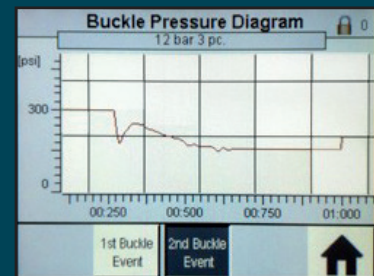 Buckle Pressure Diagram
0
12 bar 3 pc.
[psi]
300
0
00:250
00:500
00:750
01:000
1st Buckle
Event
2nd Buckle
Event